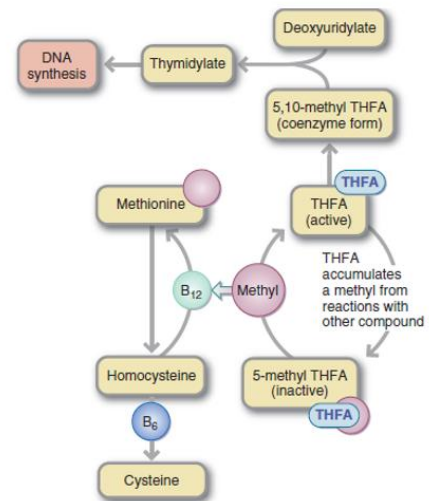 Deoxyuridylate
DNA
synthesis
Thymidylate
5,10-methyl THFA
(coenzyme form)
THFA
Methionine
THFA
(active)
THFA
accumulates
a methyl from
reactions with
other compound
B12
Methyl
Homocysteine
5-methyl THFA
(inactive)
THFA
B6
Cysteine